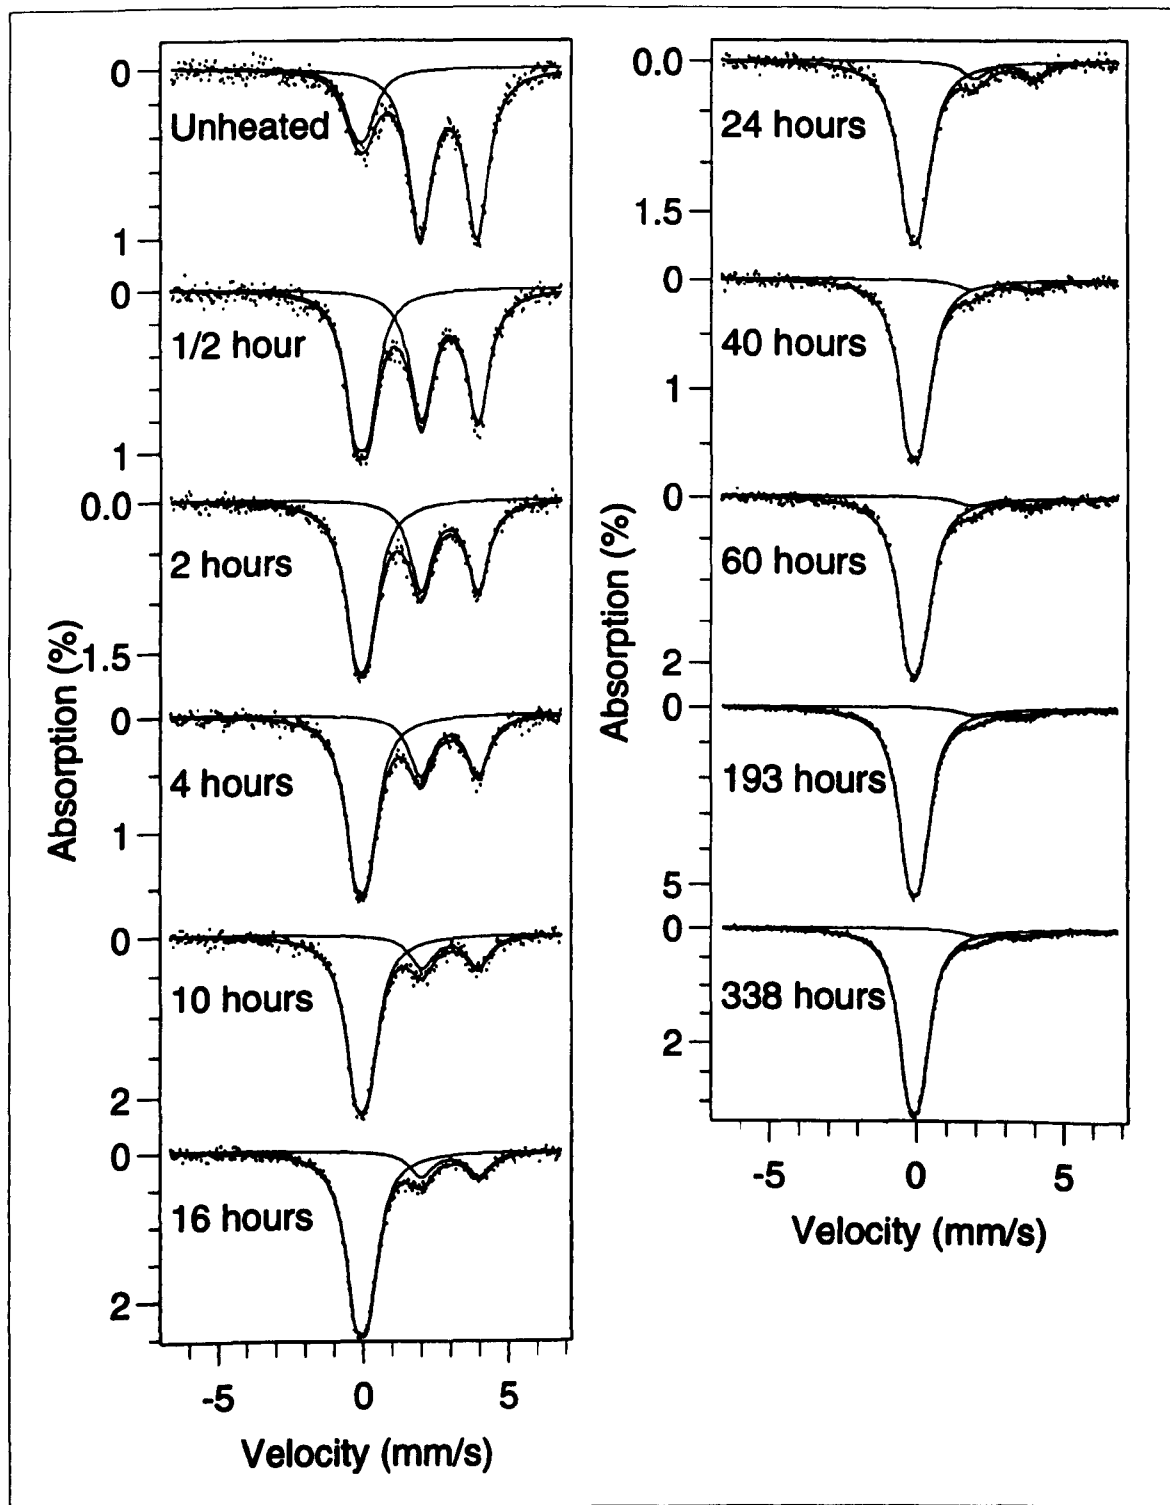 0
Unheated
1
0
1/2 hour
1
0.0
2 hours
1.5
0
4 hours
1
0
10 hours
2
0
16 hours
2
-5 0 5
Velocity (mm/s)
Absorption (%)
0.0
24 hours
1.5
0
40 hours
1
0
60 hours
2
0
193 hours
5
0
338 hours
2
-5 0 5
Velocity (mm/s)
Absorption (%)